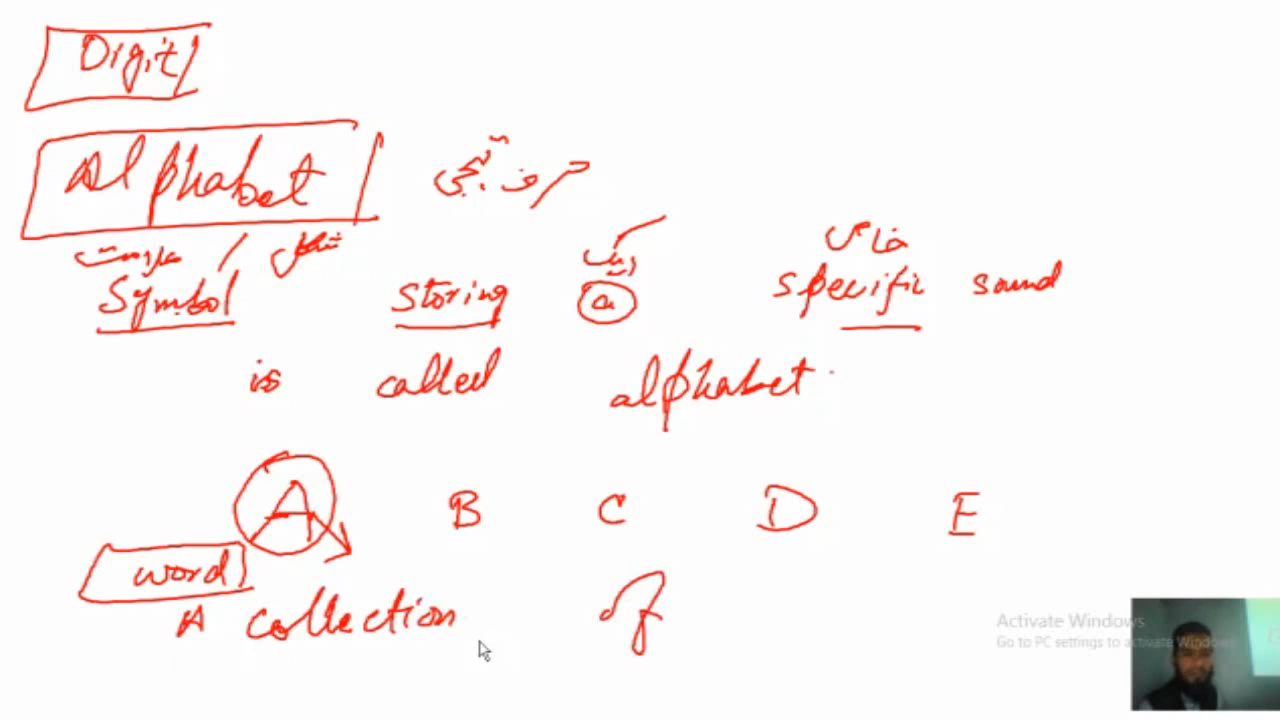 Digit
Alphabet حروف تہجی
علامت / شکل ایک خاص
Symbol storing a specific sound
is called alphabet.
A B C D E
word
A collection of
Activate Windows
Go to PC settings to activate Windows